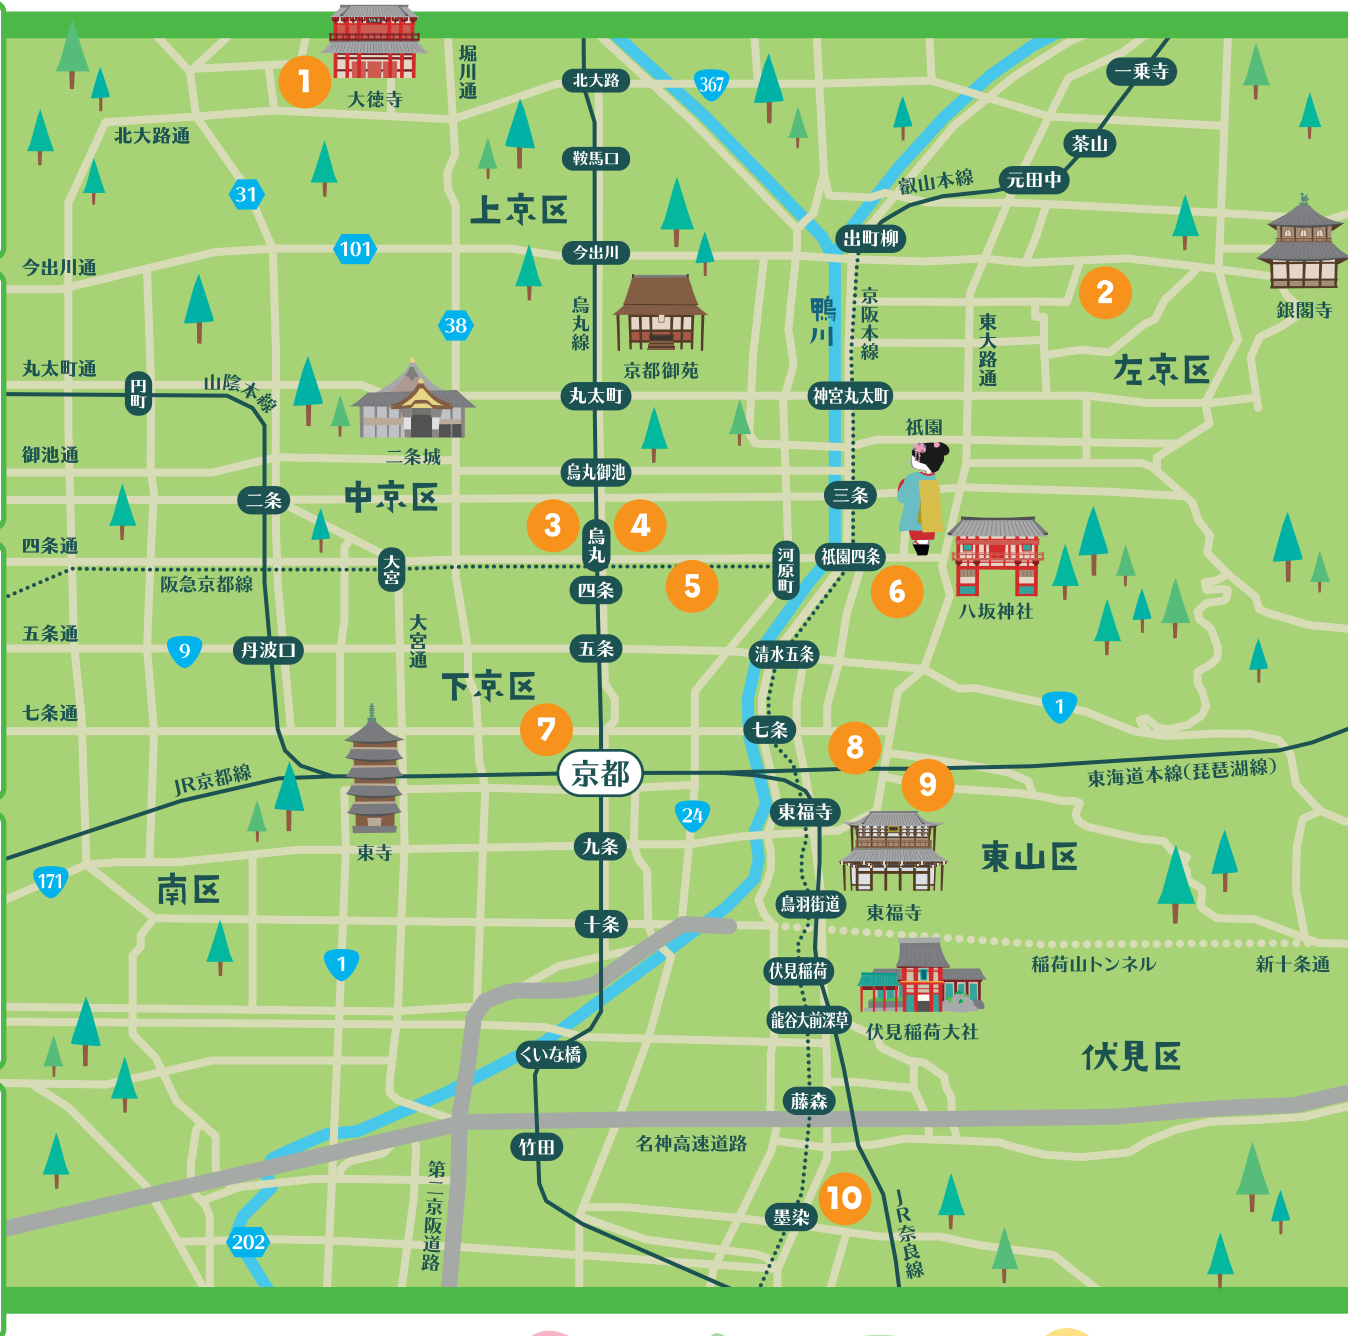 1
大徳寺
堀川通
北大路
367
一乗寺
北大路通
鞍馬口
茶山
31
叡山本線
元田中
上京区
101
今出川
出町柳
今出川通
2
銀閣寺
38
烏丸線
京都御苑
鴨川
京阪本線
東大路通
左京区
丸太町通
円町
山陰本線
二条城
丸太町
神宮丸太町
祇園
御池通
烏丸御池
二条
中京区
三条
3
烏丸
4
四条通
大宮
河原町
祇園四条
阪急京都線
四条
5
6
八坂神社
五条通
9
丹波口
大宮通
五条
清水五条
下京区
七条通
7
七条
8
1
JR京都線
京都
東海道本線(琵琶湖線)
9
24
東福寺
東寺
九条
東福寺
東山区
171
南区
鳥羽街道
十条
1
伏見稲荷
稲荷山トンネル
新十条通
龍谷大前深草
伏見稲荷大社
くいな橋
伏見区
藤森
竹田
名神高速道路
第二京阪道路
10
墨染
JR奈良線
202